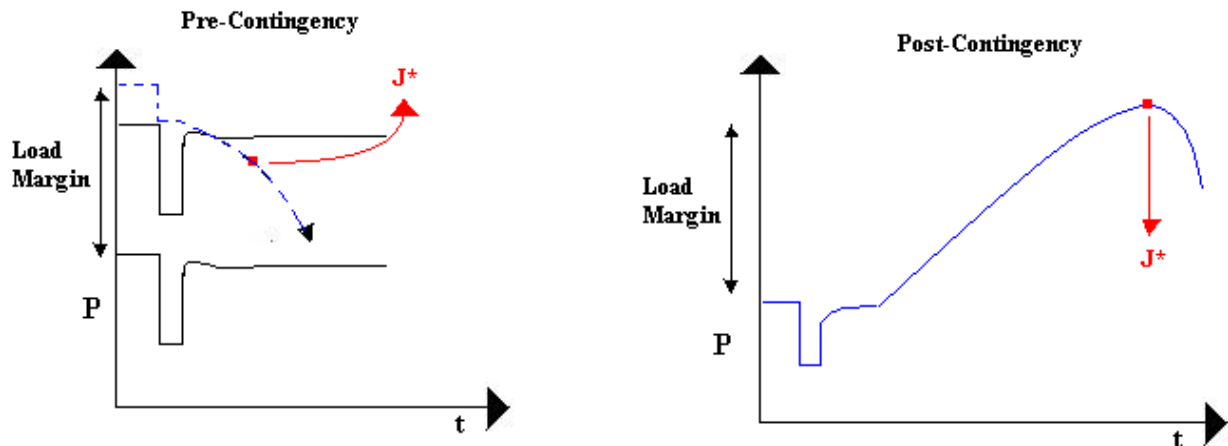 Pre-Contingency
J*
Load
Margin
P
t
Post-Contingency
Load
Margin
J*
P
t